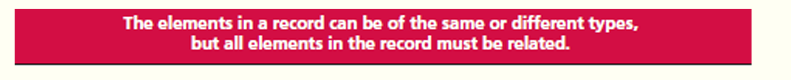 The elements in a record can be of the same or different types,
but all elements in the record must be related.